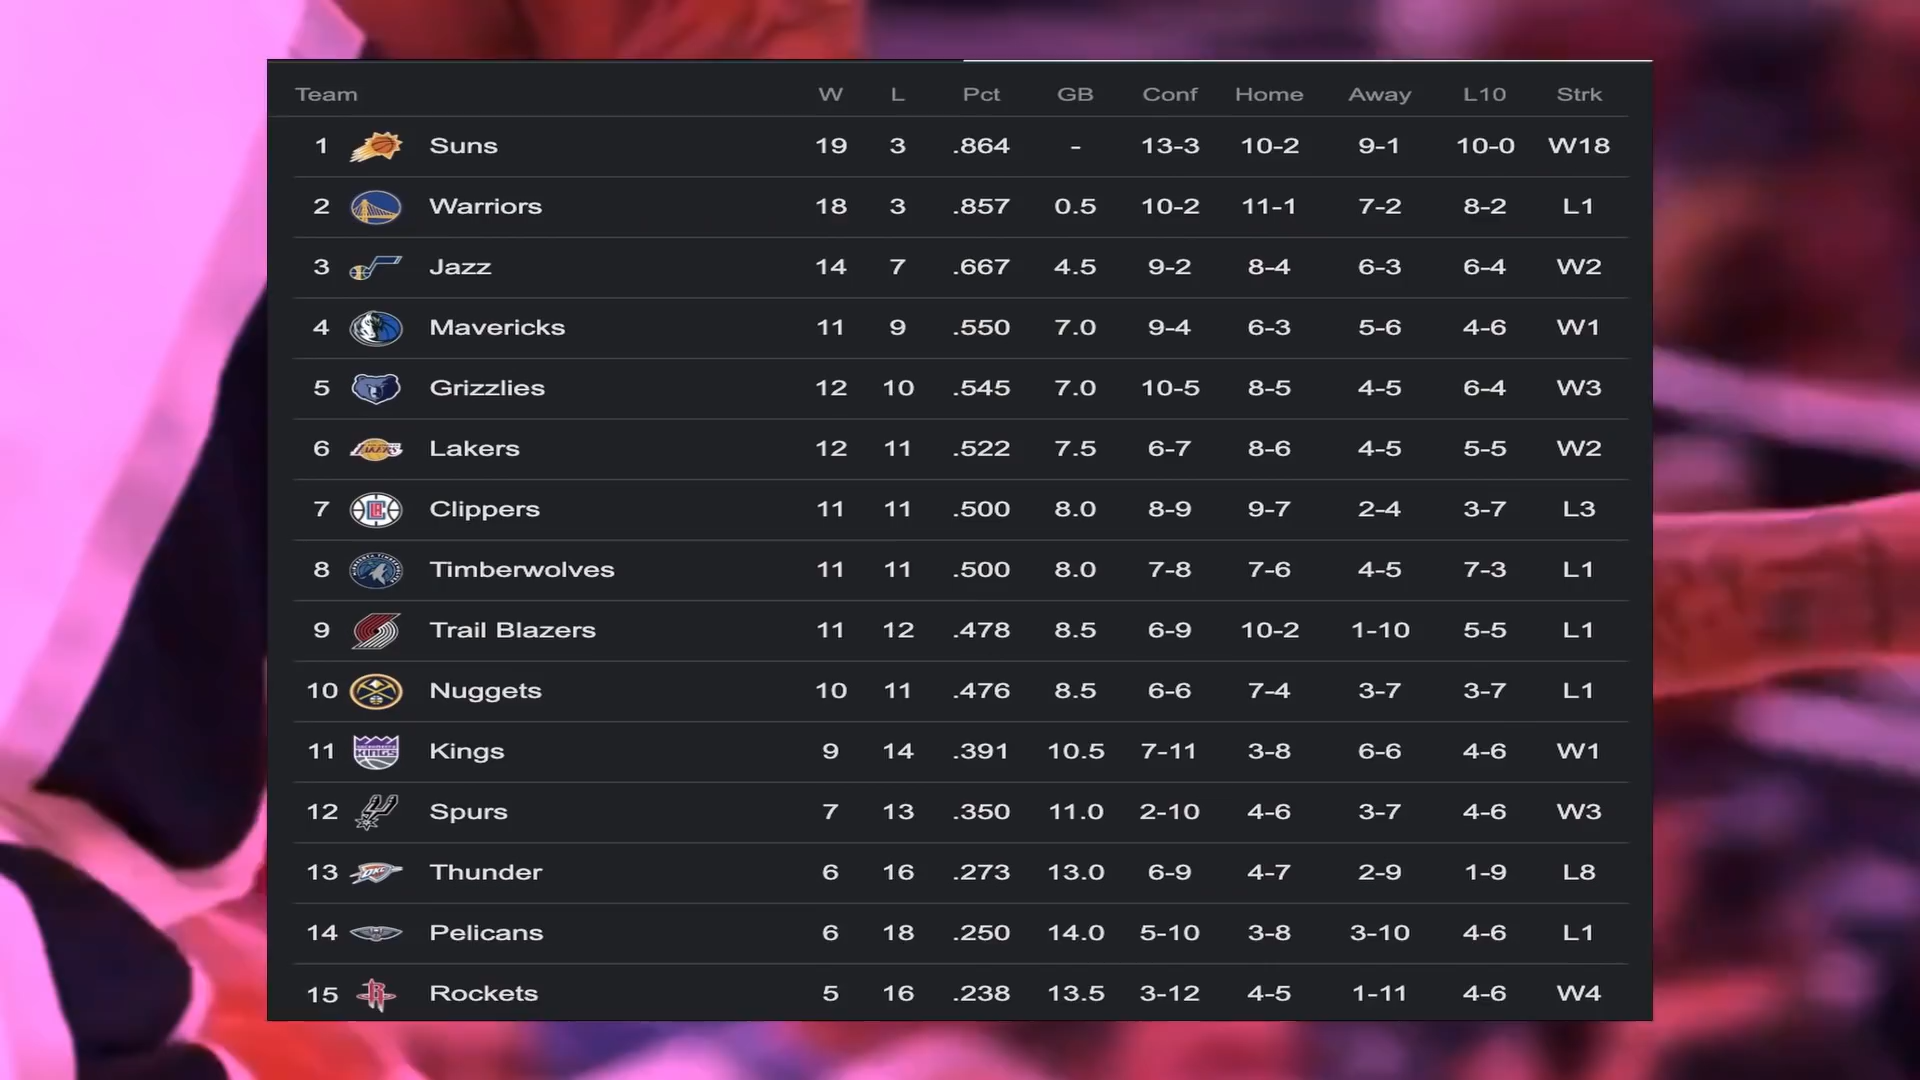 Team W L Pct GB Conf Home Away L10 Strk
1 Suns 19 3 .864 - 13-3 10-2 9-1 10-0 W18
2 Warriors 18 3 .857 0.5 10-2 11-1 7-2 8-2 L1
3 Jazz 14 7 .667 4.5 9-2 8-4 6-3 6-4 W2
4 Mavericks 11 9 .550 7.0 9-4 6-3 5-6 4-6 W1
5 Grizzlies 12 10 .545 7.0 10-5 8-5 4-5 6-4 W3
6 Lakers 12 11 .522 7.5 6-7 8-6 4-5 5-5 W2
7 Clippers 11 11 .500 8.0 8-9 9-7 2-4 3-7 L3
8 Timberwolves 11 11 .500 8.0 7-8 7-6 4-5 7-3 L1
9 Trail Blazers 11 12 .478 8.5 6-9 10-2 1-10 5-5 L1
10 Nuggets 10 11 .476 8.5 6-6 7-4 3-7 3-7 L1
11 Kings 9 14 .391 10.5 7-11 3-8 6-6 4-6 W1
12 Spurs 7 13 .350 11.0 2-10 4-6 3-7 4-6 W3
13 Thunder 6 16 .273 13.0 6-9 4-7 2-9 1-9 L8
14 Pelicans 6 18 .250 14.0 5-10 3-8 3-10 4-6 L1
15 Rockets 5 16 .238 13.5 3-12 4-5 1-11 4-6 W4